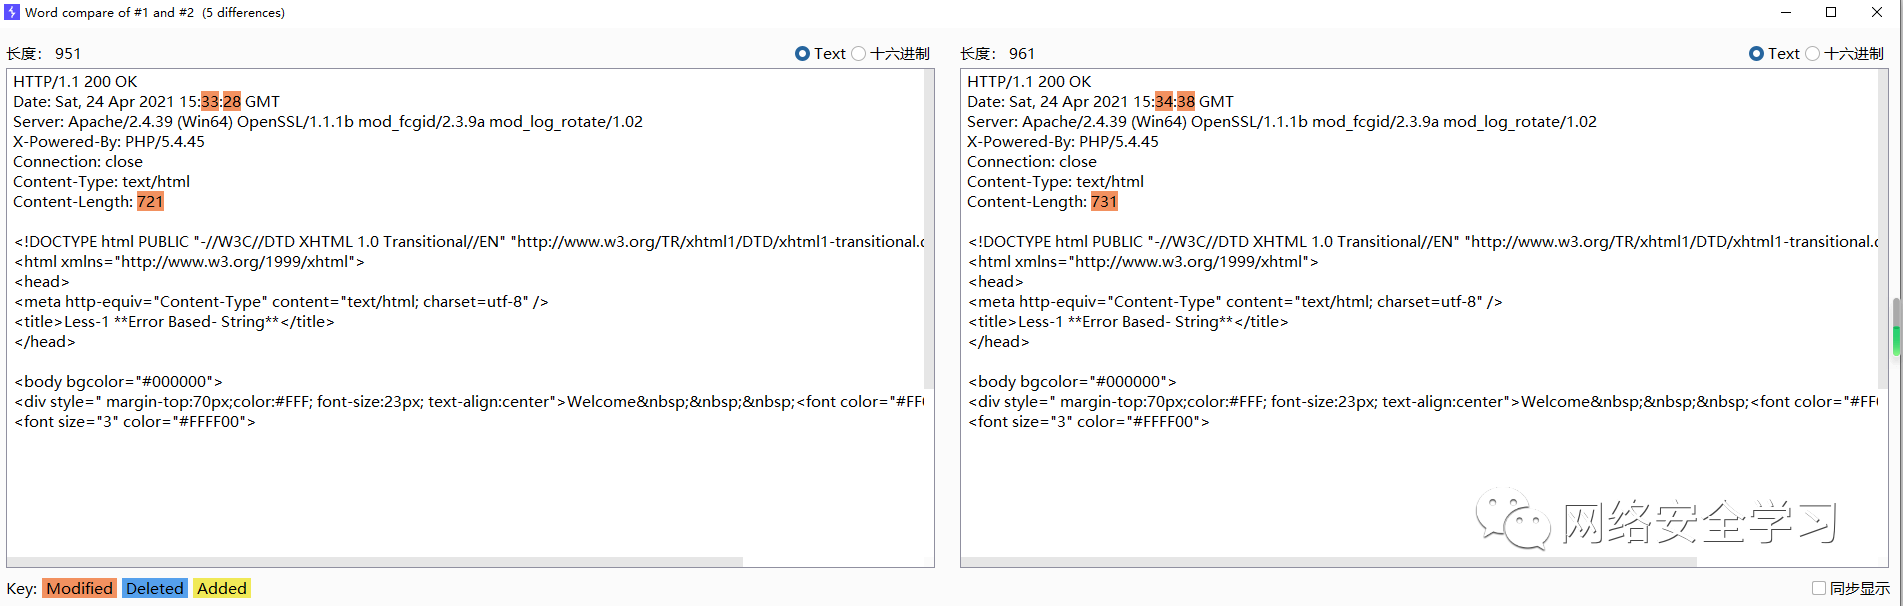 Word compare of #1 and #2 (5 differences)
长度： 951
Text 十六进制
HTTP/1.1 200 OK
Date: Sat, 24 Apr 2021 15:33:28 GMT
Server: Apache/2.4.39 (Win64) OpenSSL/1.1.1b mod_fcgid/2.3.9a mod_log_rotate/1.02
X-Powered-By: PHP/5.4.45
Connection: close
Content-Type: text/html
Content-Length: 721
<!DOCTYPE html PUBLIC "-//W3C//DTD XHTML 1.0 Transitional//EN" "http://www.w3.org/TR/xhtml1/DTD/xhtml1-transitional.
<html xmlns="http://www.w3.org/1999/xhtml">
<head>
<meta http-equiv="Content-Type" content="text/html; charset=utf-8" />
<title>Less-1 **Error Based- String**</title>
</head>
<body bgcolor="#000000">
<div style=" margin-top:70px;color:#FFF; font-size:23px; text-align:center">Welcome&nbsp;&nbsp;&nbsp;<font color="#FF
<font size="3" color="#FFFF00">
长度： 961
Text 十六进制
HTTP/1.1 200 OK
Date: Sat, 24 Apr 2021 15:34:38 GMT
Server: Apache/2.4.39 (Win64) OpenSSL/1.1.1b mod_fcgid/2.3.9a mod_log_rotate/1.02
X-Powered-By: PHP/5.4.45
Connection: close
Content-Type: text/html
Content-Length: 731
<!DOCTYPE html PUBLIC "-//W3C//DTD XHTML 1.0 Transitional//EN" "http://www.w3.org/TR/xhtml1/DTD/xhtml1-transitional.
<html xmlns="http://www.w3.org/1999/xhtml">
<head>
<meta http-equiv="Content-Type" content="text/html; charset=utf-8" />
<title>Less-1 **Error Based- String**</title>
</head>
<body bgcolor="#000000">
<div style=" margin-top:70px;color:#FFF; font-size:23px; text-align:center">Welcome&nbsp;&nbsp;&nbsp;<font color="#FF
<font size="3" color="#FFFF00">
网络安全学习
Key: Modified Deleted Added
同步显示